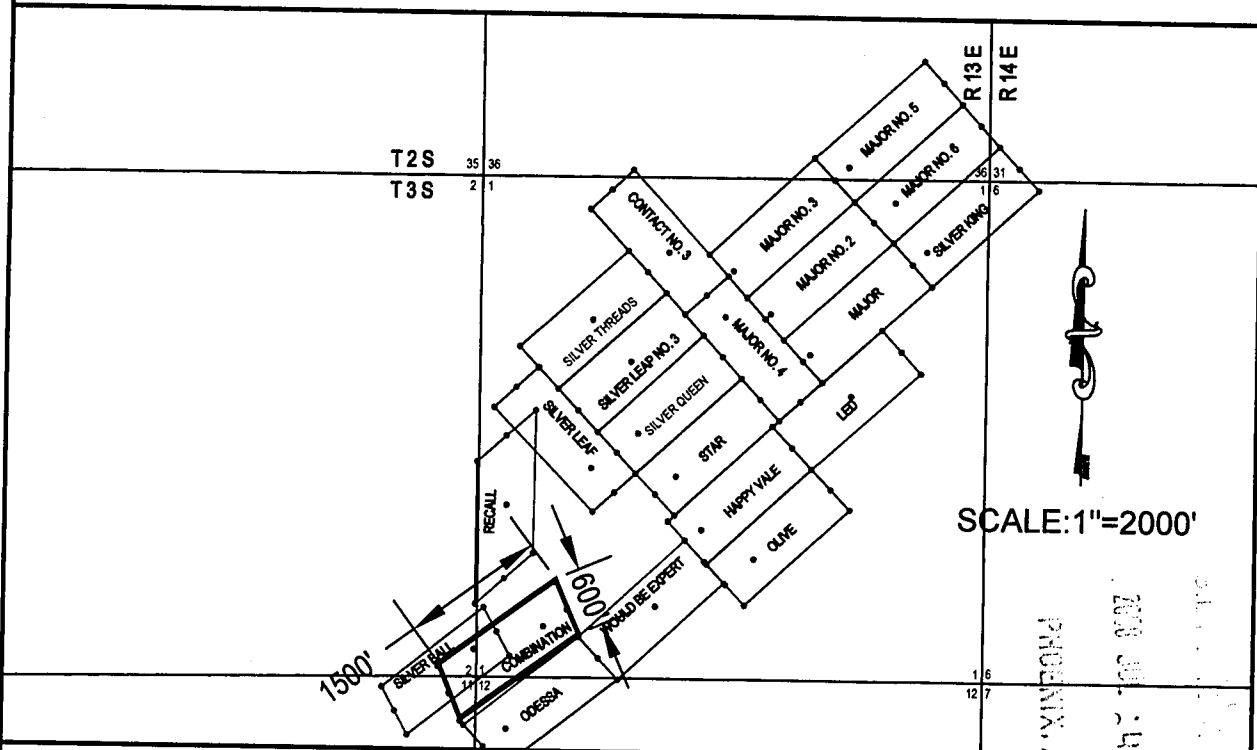 R 13 E
R 14 E
T2S
35 36
T3S
2 1
36 31
1 6
MAJOR NO. 5
MAJOR NO. 6
SILVER KING
CONTACT NO. 3
MAJOR NO. 3
MAJOR NO. 2
MAJOR
SILVER THREADS
SILVER LEAP NO. 3
MAJOR NO. 4
SILVER QUEEN
SILVER LEAF
LEO
STAR
RECALL
HAPPY VALE
OLIVE
SCALE:1"=2000'
600'
WOULD BE EXPERT
1500'
SILVER BALL
COMBINATION
2 1
11 12
ODESSA
1 6
12 7
PHOENIX,